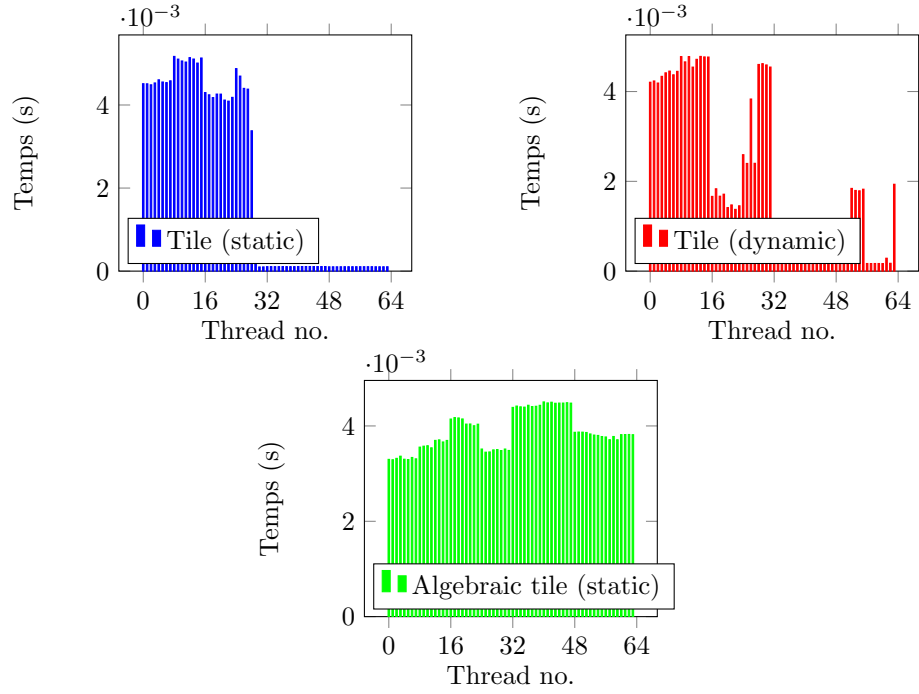 ·10⁻³
Temps (s)
4
2
0
Tile (static)
0 16 32 48 64
Thread no.
·10⁻³
Temps (s)
4
2
0
Tile (dynamic)
0 16 32 48 64
Thread no.
·10⁻³
Temps (s)
4
2
0
Algebraic tile (static)
0 16 32 48 64
Thread no.